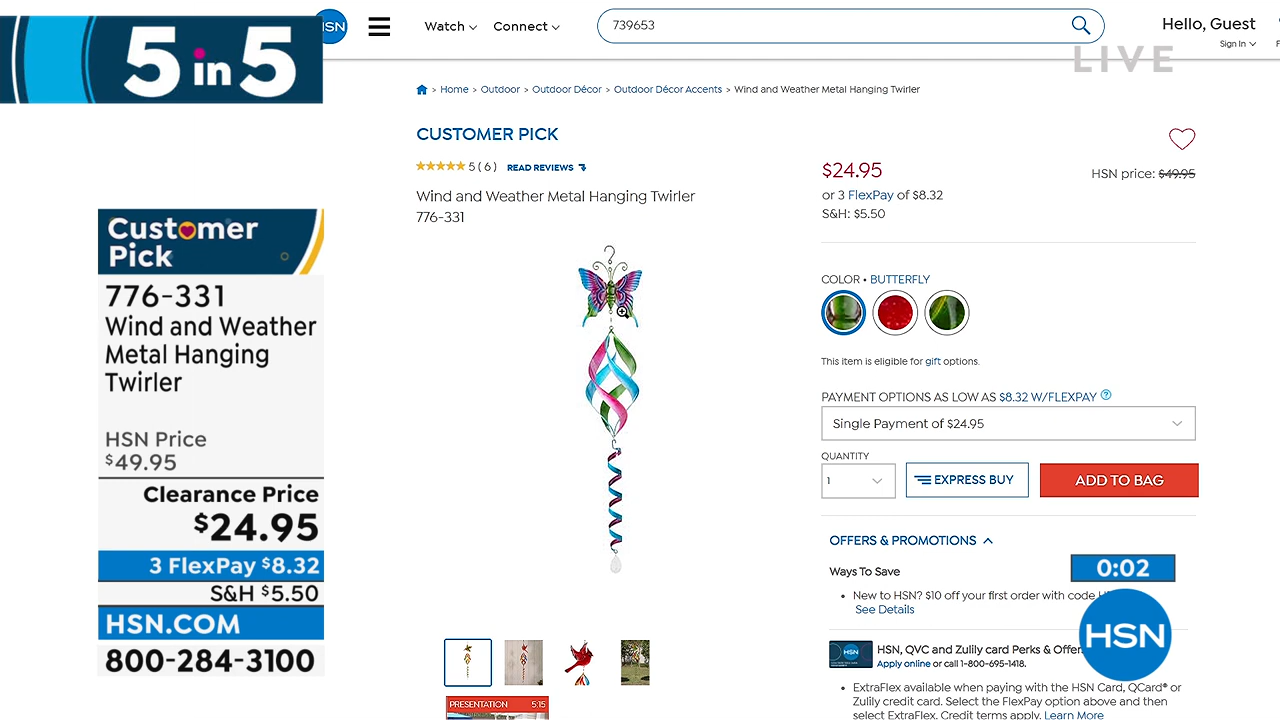 5 in 5
HSN
Watch
Connect
739653
Hello, Guest
Sign In
LIVE
> Home > Outdoor > Outdoor Décor > Outdoor Décor Accents > Wind and Weather Metal Hanging Twirler
CUSTOMER PICK
5 ( 6 ) READ REVIEWS
Wind and Weather Metal Hanging Twirler
776-331
$24.95
HSN price: $49.95
or 3 FlexPay of $8.32
S&H: $5.50
COLOR • BUTTERFLY
This item is eligible for gift options.
PAYMENT OPTIONS AS LOW AS $8.32 W/FLEXPAY ?
Single Payment of $24.95
QUANTITY
1
EXPRESS BUY
ADD TO BAG
OFFERS & PROMOTIONS
Ways To Save
0:02
• New to HSN? $10 off your first order with code
See Details
HSN
HSN, QVC and Zulily card Perks & Offer
Apply online or call 1-800-695-1418.
• ExtraFlex available when paying with the HSN Card, QCard® or
Zulily credit card. Select the FlexPay option above and then
select ExtraFlex. Credit terms apply. Learn More
PRESENTATION 5:15
Customer
Pick
776-331
Wind and Weather
Metal Hanging
Twirler
HSN Price
$49.95
Clearance Price
$24.95
3 FlexPay $8.32
S&H $5.50
HSN.COM
800-284-3100